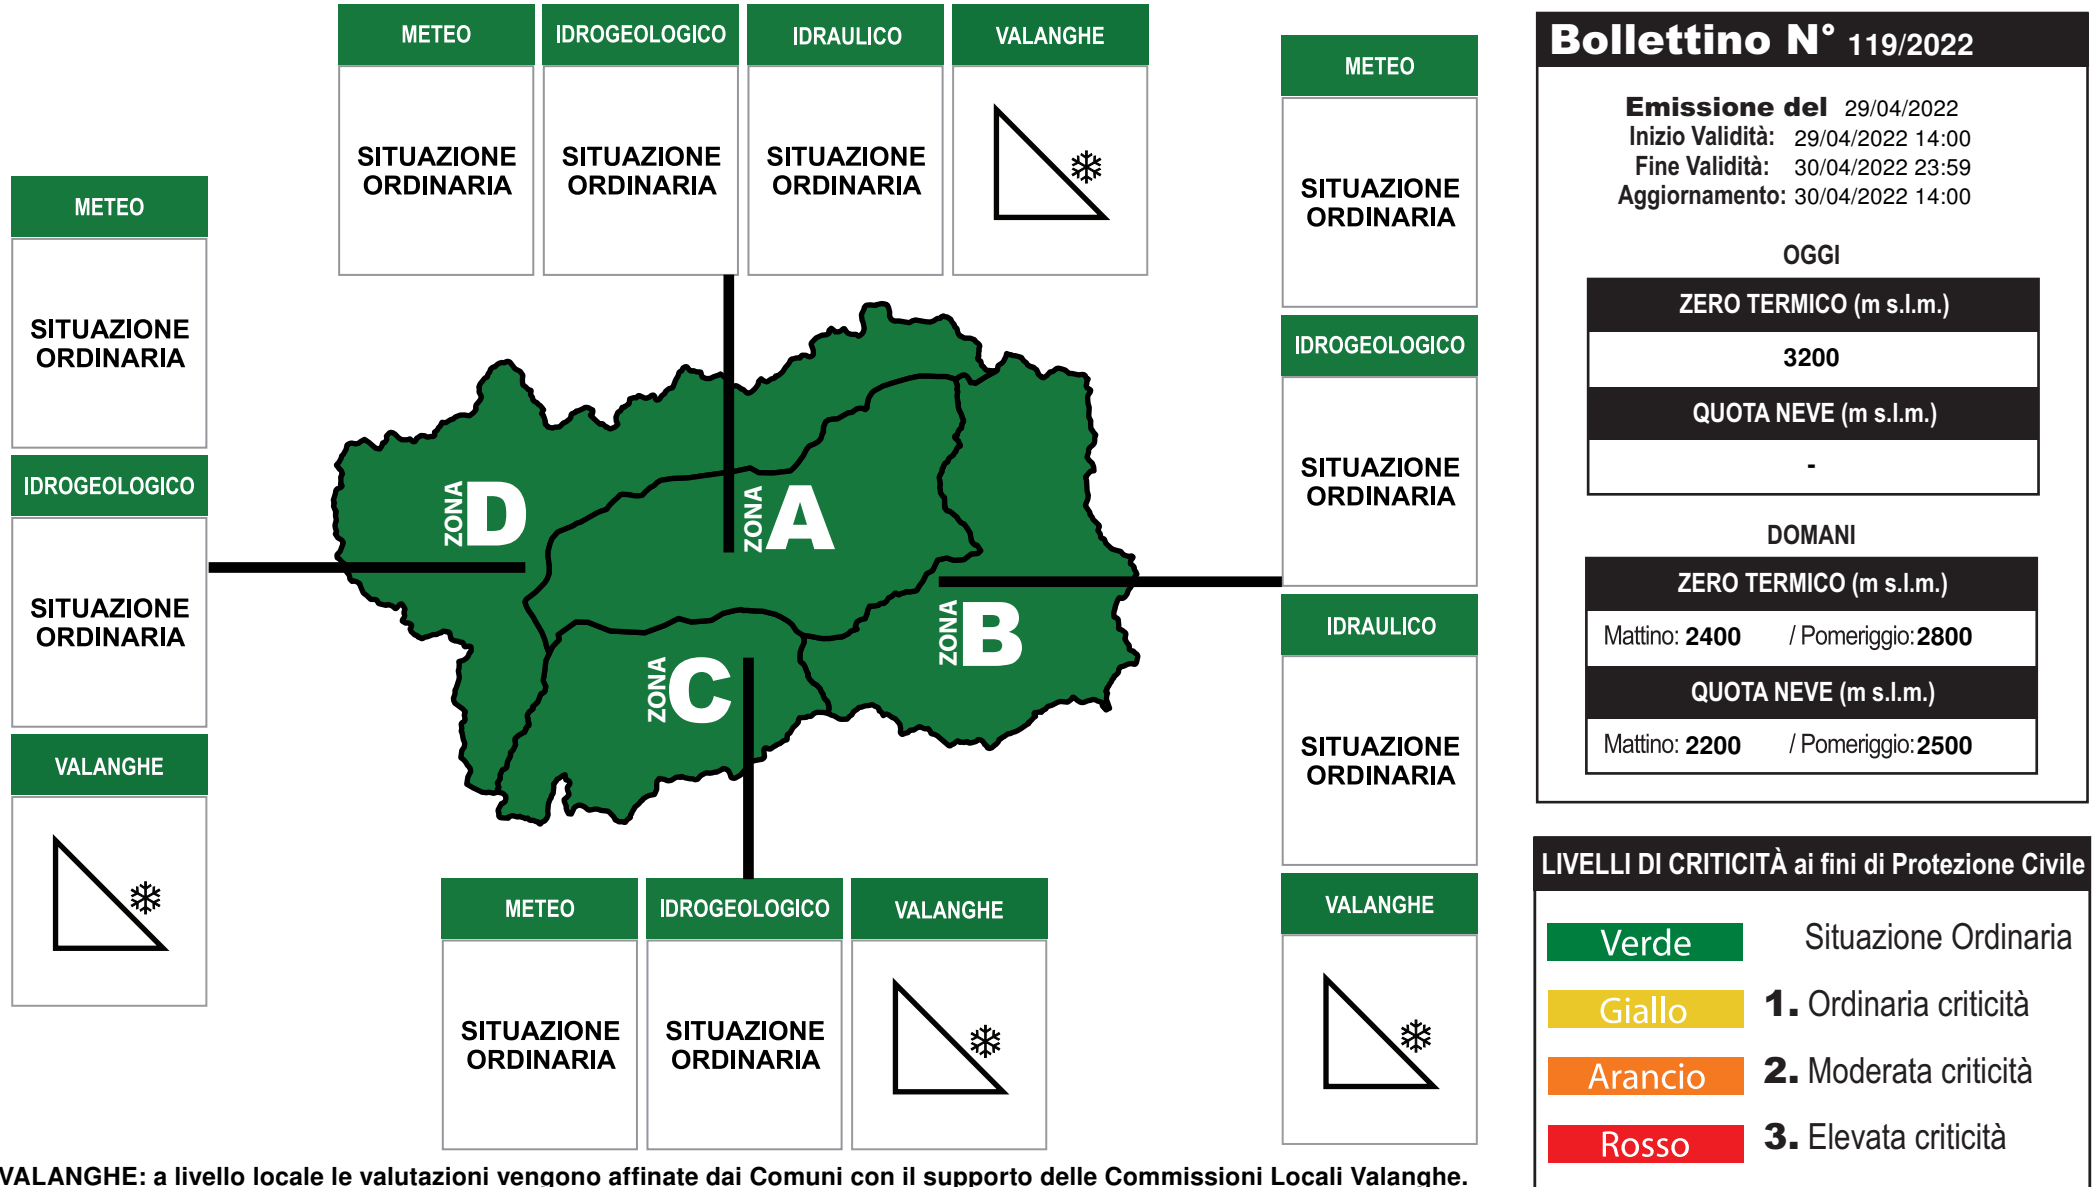 METEO
IDROGEOLOGICO
IDRAULICO
VALANGHE
SITUAZIONE
ORDINARIA
SITUAZIONE
ORDINARIA
SITUAZIONE
ORDINARIA
METEO
SITUAZIONE
ORDINARIA
IDROGEOLOGICO
SITUAZIONE
ORDINARIA
VALANGHE
METEO
SITUAZIONE
ORDINARIA
IDROGEOLOGICO
SITUAZIONE
ORDINARIA
IDRAULICO
SITUAZIONE
ORDINARIA
VALANGHE
ZONA D
ZONA A
ZONA B
ZONA C
METEO
IDROGEOLOGICO
VALANGHE
SITUAZIONE
ORDINARIA
SITUAZIONE
ORDINARIA
VALANGHE: a livello locale le valutazioni vengono affinate dai Comuni con il supporto delle Commissioni Locali Valanghe.
Bollettino N° 119/2022
Emissione del 29/04/2022
Inizio Validità: 29/04/2022 14:00
Fine Validità: 30/04/2022 23:59
Aggiornamento: 30/04/2022 14:00
OGGI
ZERO TERMICO (m s.l.m.)
3200
QUOTA NEVE (m s.l.m.)
-
DOMANI
ZERO TERMICO (m s.l.m.)
Mattino: 2400 / Pomeriggio: 2800
QUOTA NEVE (m s.l.m.)
Mattino: 2200 / Pomeriggio: 2500
LIVELLI DI CRITICITÀ ai fini di Protezione Civile
Verde Situazione Ordinaria
Giallo 1. Ordinaria criticità
Arancio 2. Moderata criticità
Rosso 3. Elevata criticità